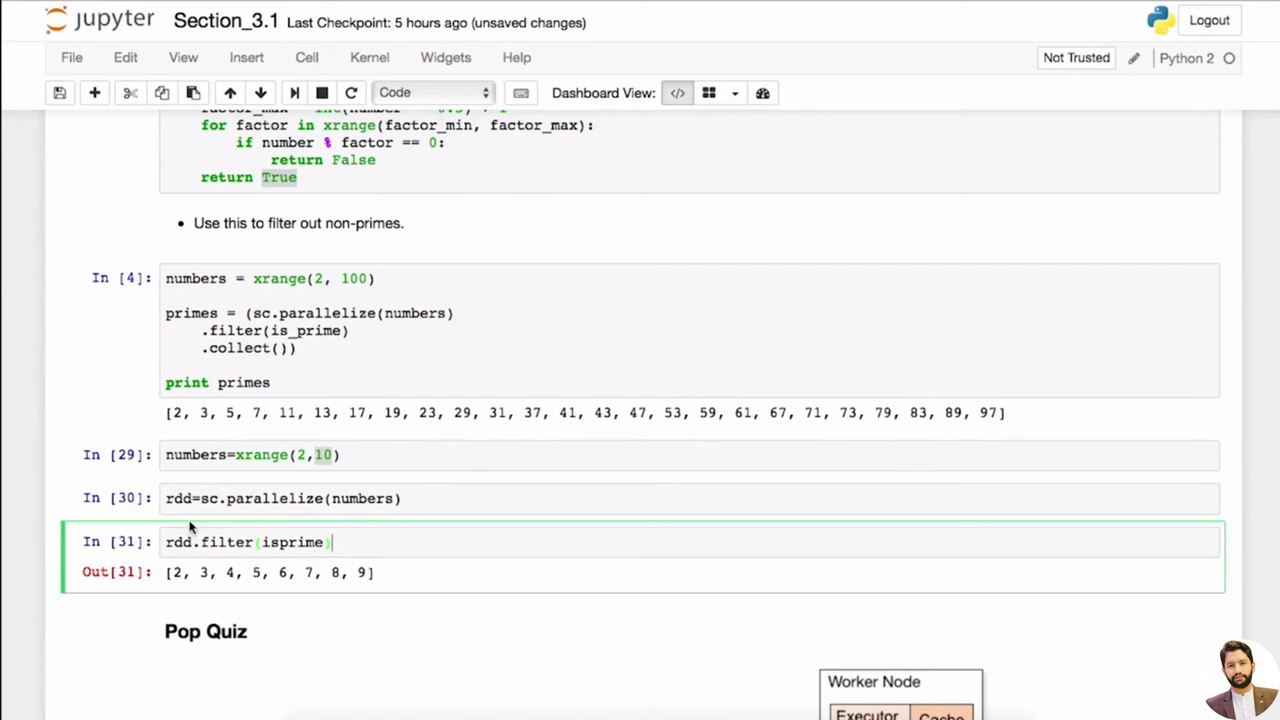 jupyter Section_3.1 Last Checkpoint: 5 hours ago (unsaved changes) Logout
File Edit View Insert Cell Kernel Widgets Help Not Trusted Python 2
Code Dashboard View: </>
for factor in xrange(factor_min, factor_max):
if number % factor == 0:
return False
return True
• Use this to filter out non-primes.
In [4]: numbers = xrange(2, 100)
primes = (sc.parallelize(numbers)
.filter(is_prime)
.collect())
print primes
[2, 3, 5, 7, 11, 13, 17, 19, 23, 29, 31, 37, 41, 43, 47, 53, 59, 61, 67, 71, 73, 79, 83, 89, 97]
In [29]: numbers=xrange(2,10)
In [30]: rdd=sc.parallelize(numbers)
In [31]: rdd.filter(isprime)
Out[31]: [2, 3, 4, 5, 6, 7, 8, 9]
Pop Quiz
Worker Node
Executor Cache